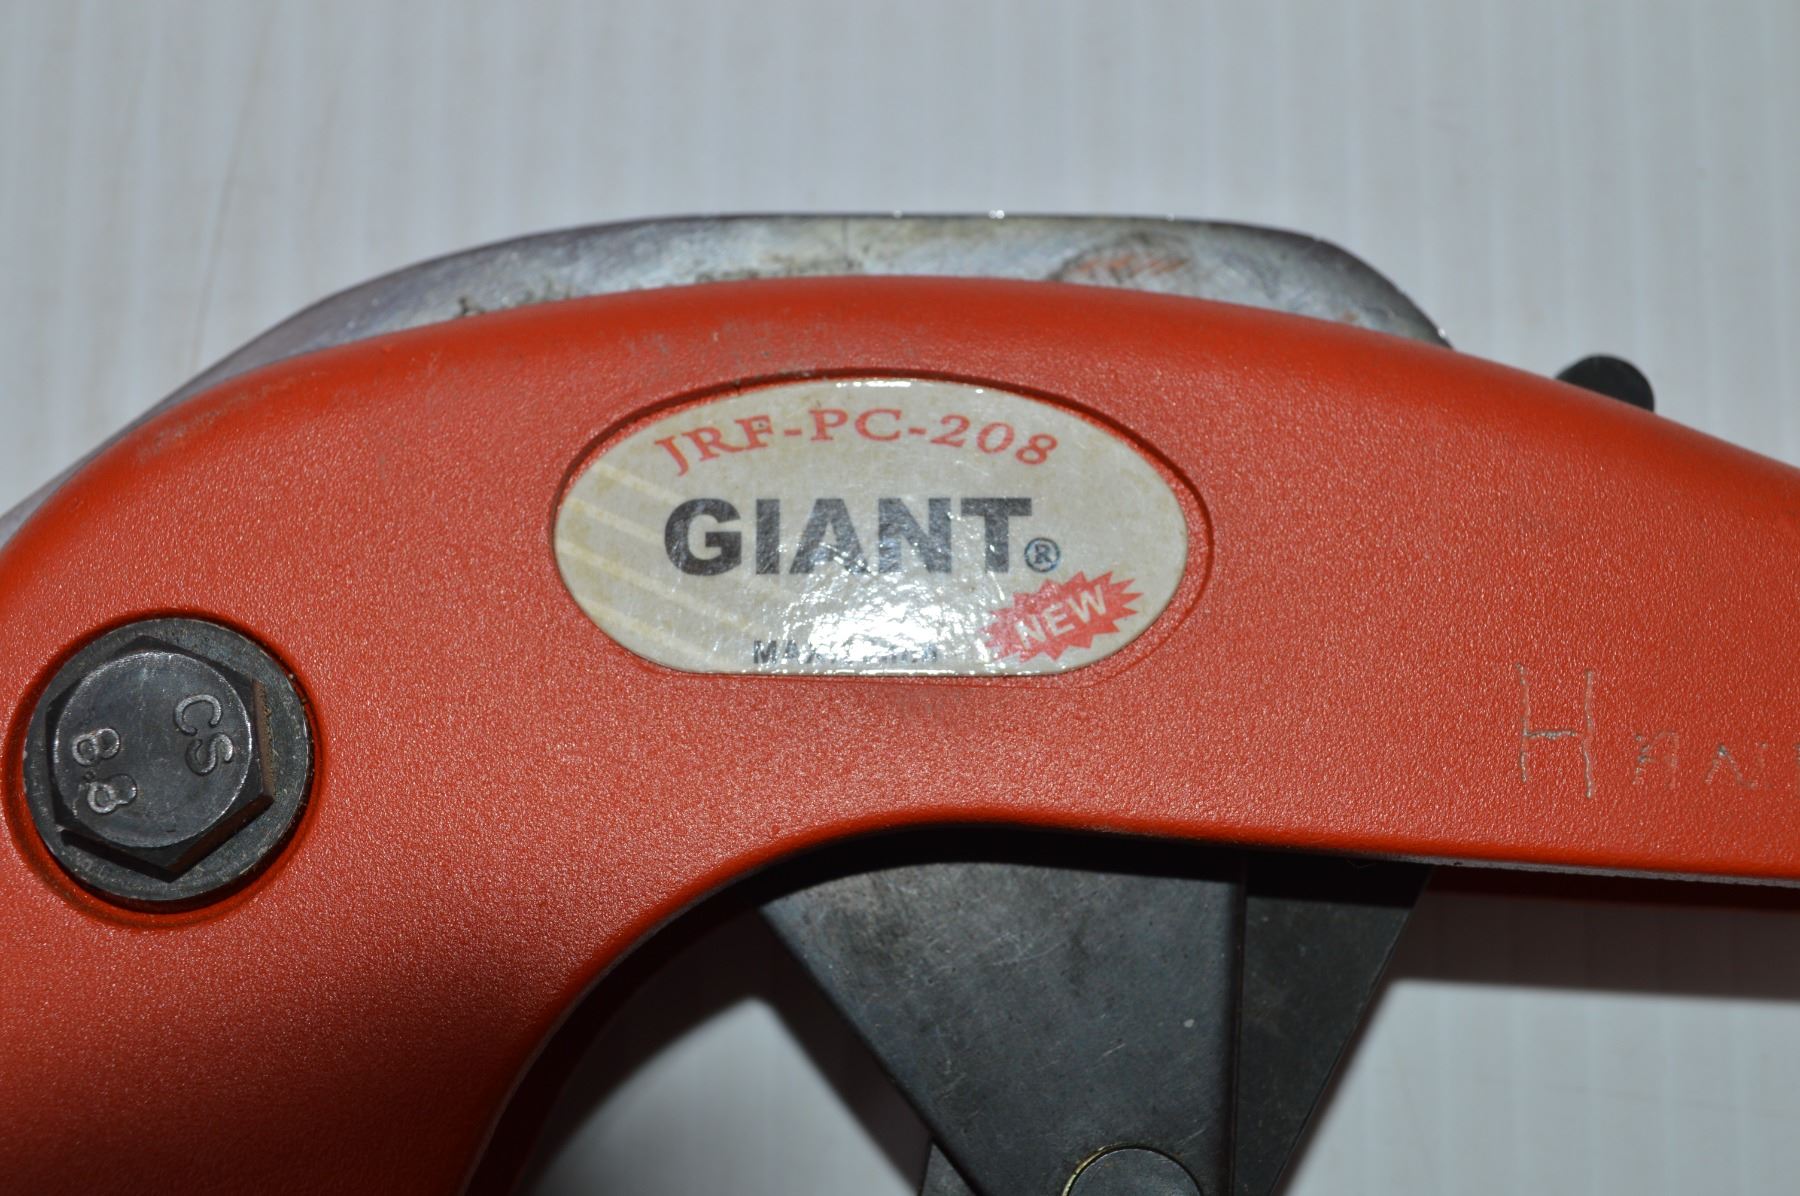 JRF-PC-208
GIANT®
NEW
CS
8.8